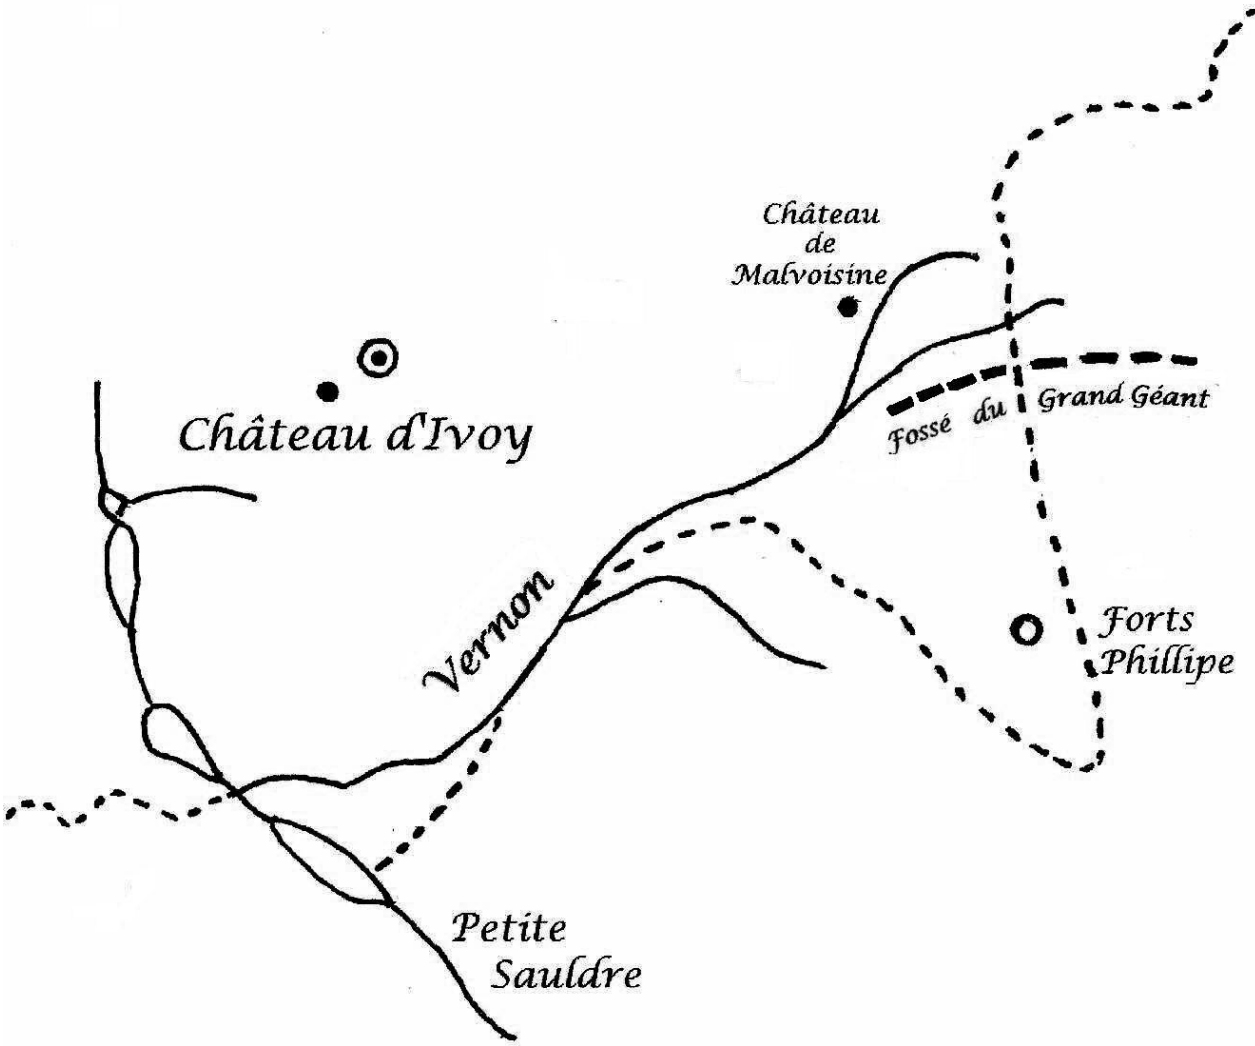 Château
de
Malvoisine
Château d'Ivoy
Fossé du Grand Géant
Vernon
Forts
Phillipe
Petite
Sauldre